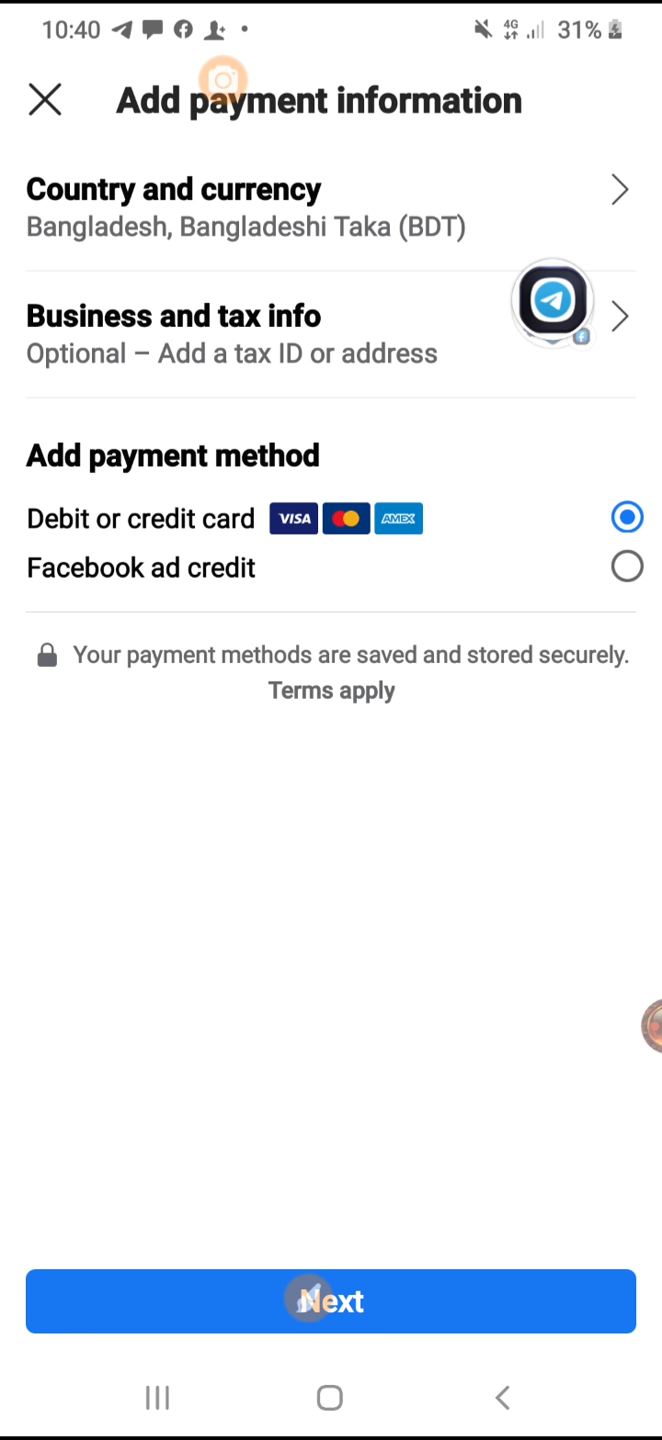 10:40
4G
31%
Add payment information
Country and currency
Bangladesh, Bangladeshi Taka (BDT)
Business and tax info
Optional – Add a tax ID or address
Add payment method
Debit or credit card VISA AMEX
Facebook ad credit
Your payment methods are saved and stored securely.
Terms apply
Next